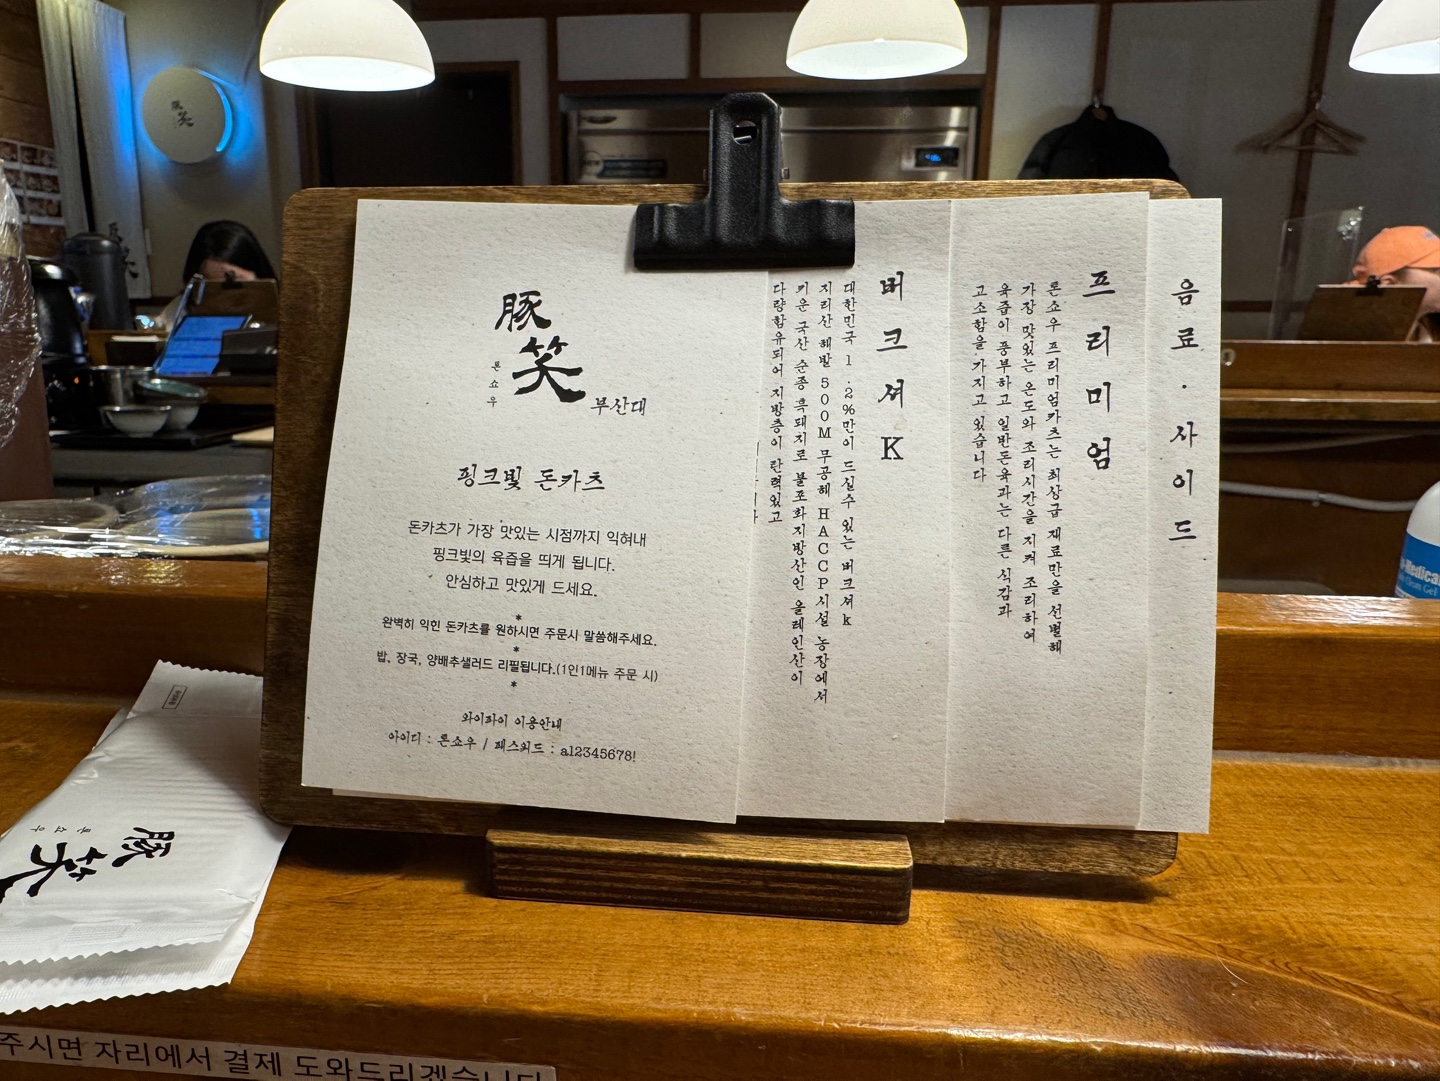 豚笑
톤쇼우
부산대
핑크빛 돈카츠
돈카츠가 가장 맛있는 시점까지 익혀내
핑크빛의 육즙을 띄게 됩니다.
안심하고 맛있게 드세요.
*
완벽히 익힌 돈카츠를 원하시면 주문시 말씀해주세요.
*
밥, 장국, 양배추샐러드 리필됩니다.(1인1메뉴 주문 시)
*
와이파이 이용안내
아이디 : 톤쇼우 / 패스워드 : a12345678!
버크셔K
대한민국 1.2%만이 드실수 있는 버크셔k
지리산 해발 500M 무공해 HACCP시설 농장에서
키운 국산 순종 흑돼지로 불포화지방산인 올레인산이
다량함유되어 지방층이 탄력있고
프리미엄
톤쇼우 프리미엄카츠는 최상급 재료만을 선별해
가장 맛있는 온도와 조리시간을 지켜 조리하여
육즙이 풍부하고 일반돈육과는 다른 식감과
고소함을 가지고 있습니다
음료·사이드
豚笑
톤쇼우
豚笑
주시면 자리에서 결제 도와드리겠습니다
Clean Gel